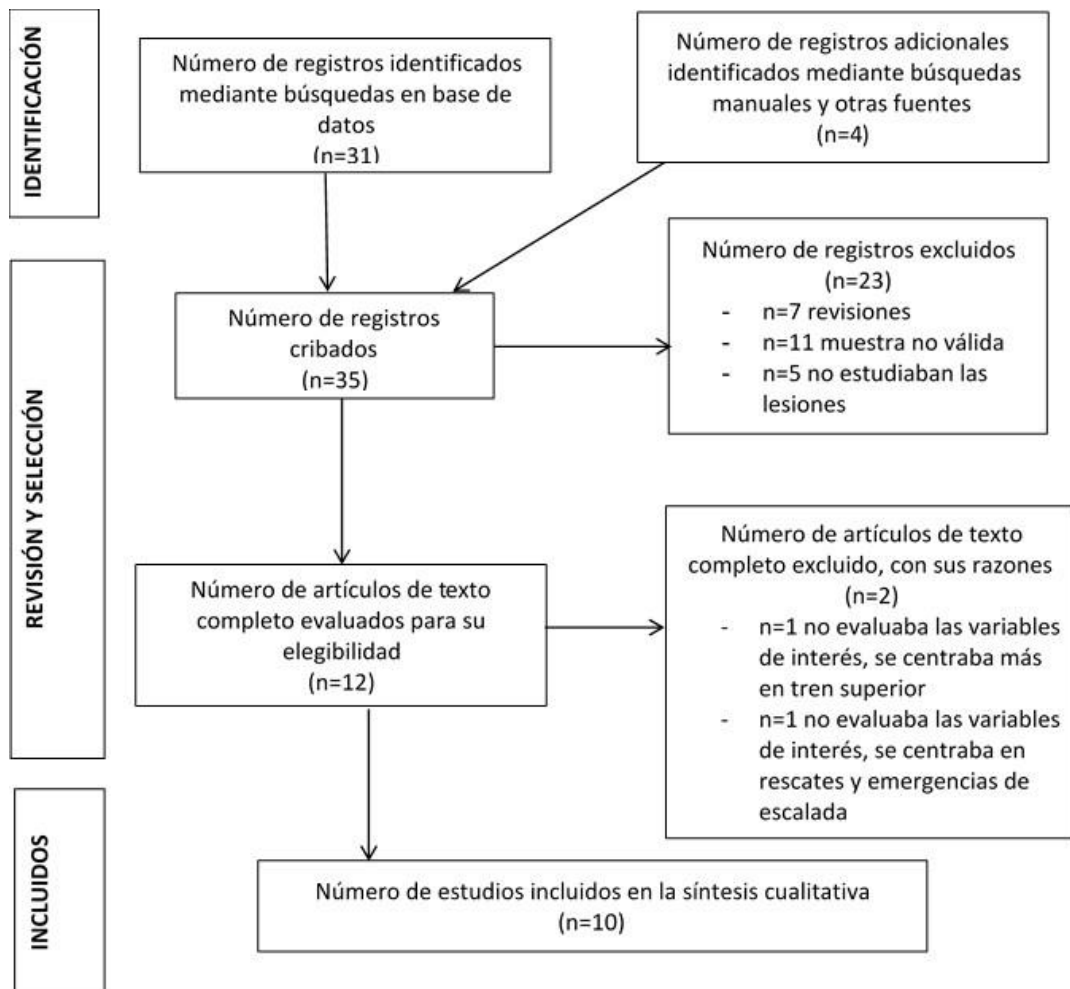 IDENTIFICACIÓN
Número de registros identificados
mediante búsquedas en base de
datos
(n=31)
Número de registros adicionales
identificados mediante búsquedas
manuales y otras fuentes
(n=4)
REVISIÓN Y SELECCIÓN
Número de registros
cribados
(n=35)
Número de registros excluidos
(n=23)
- n=7 revisiones
- n=11 muestra no válida
- n=5 no estudiaban las
lesiones
Número de artículos de texto
completo evaluados para su
elegibilidad
(n=12)
Número de artículos de texto
completo excluido, con sus razones
(n=2)
- n=1 no evaluaba las variables
de interés, se centraba más
en tren superior
- n=1 no evaluaba las variables
de interés, se centraba en
rescates y emergencias de
escalada
INCLUIDOS
Número de estudios incluidos en la síntesis cualitativa
(n=10)